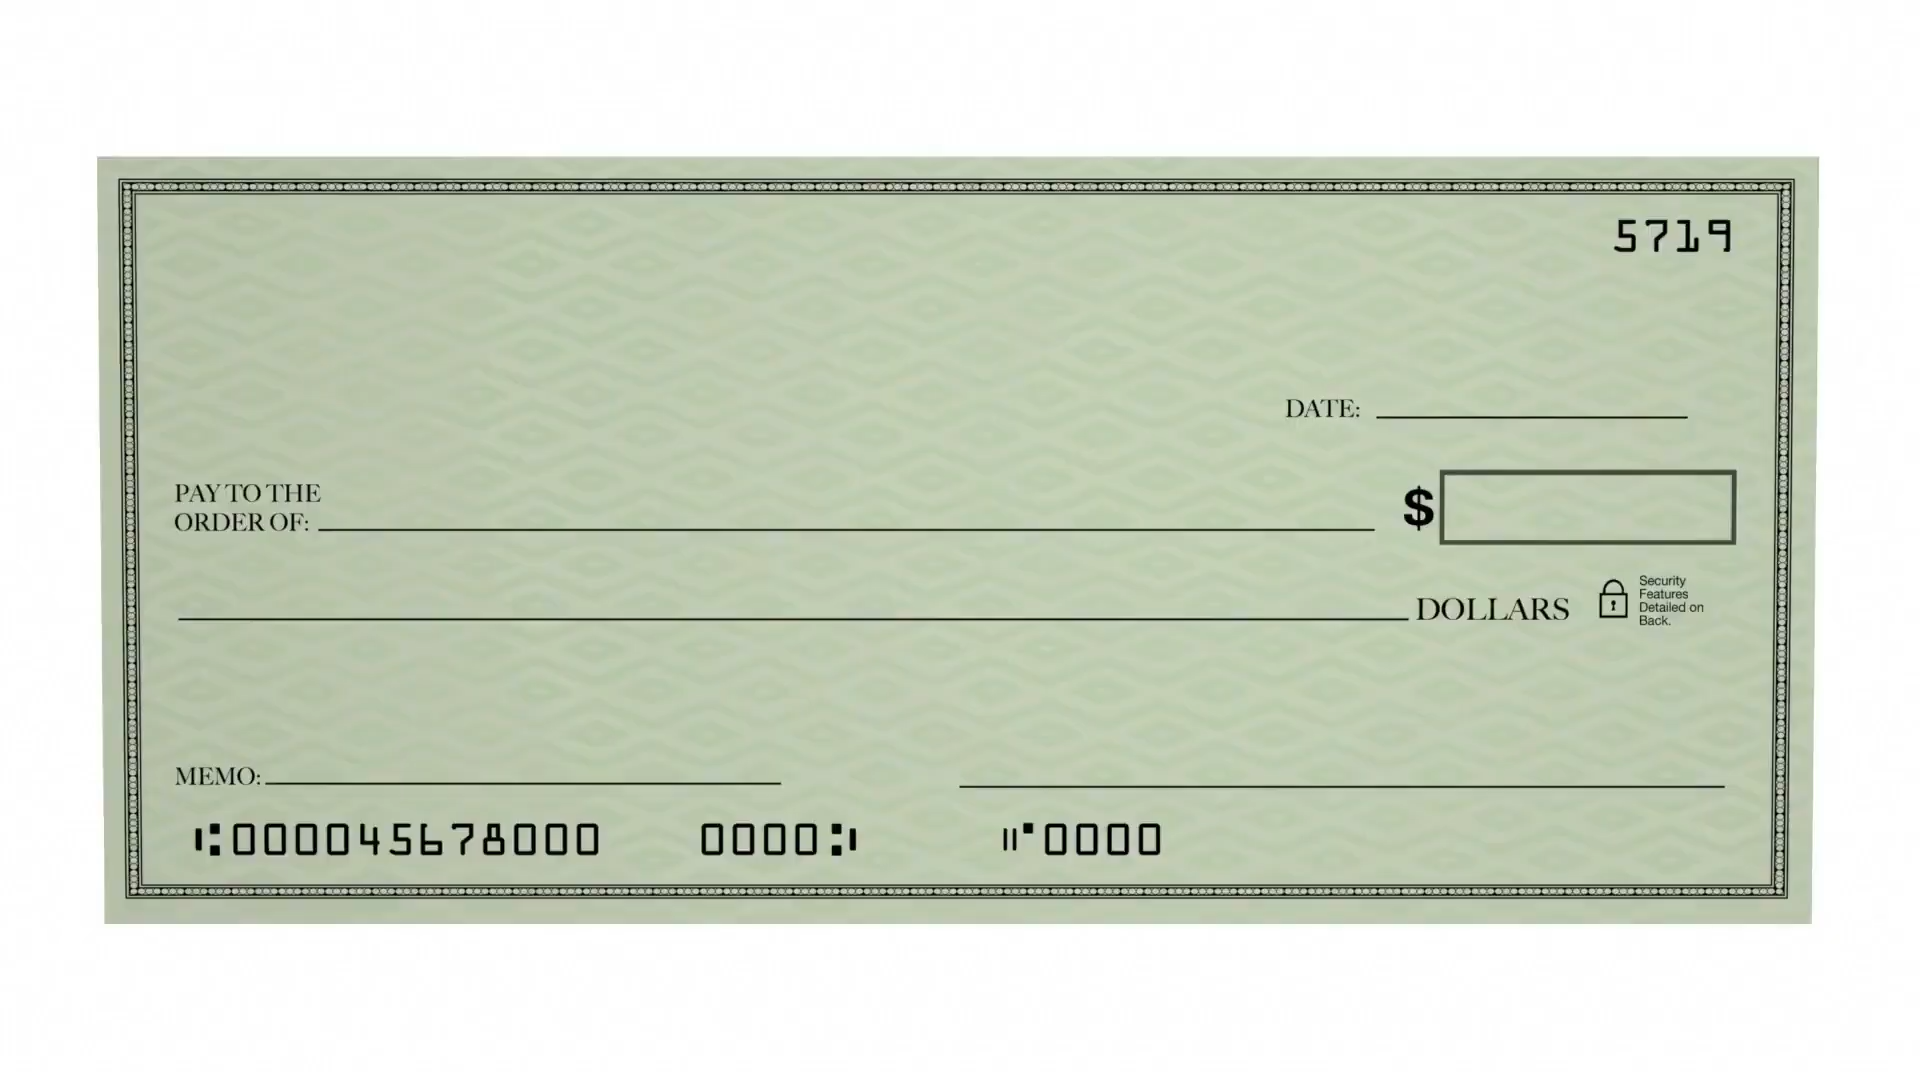 5719
DATE:
PAY TO THE
ORDER OF:
$
DOLLARS
Security
Features
Detailed on
Back.
MEMO:
⑆000045678000 0000⑆ ⑈0000